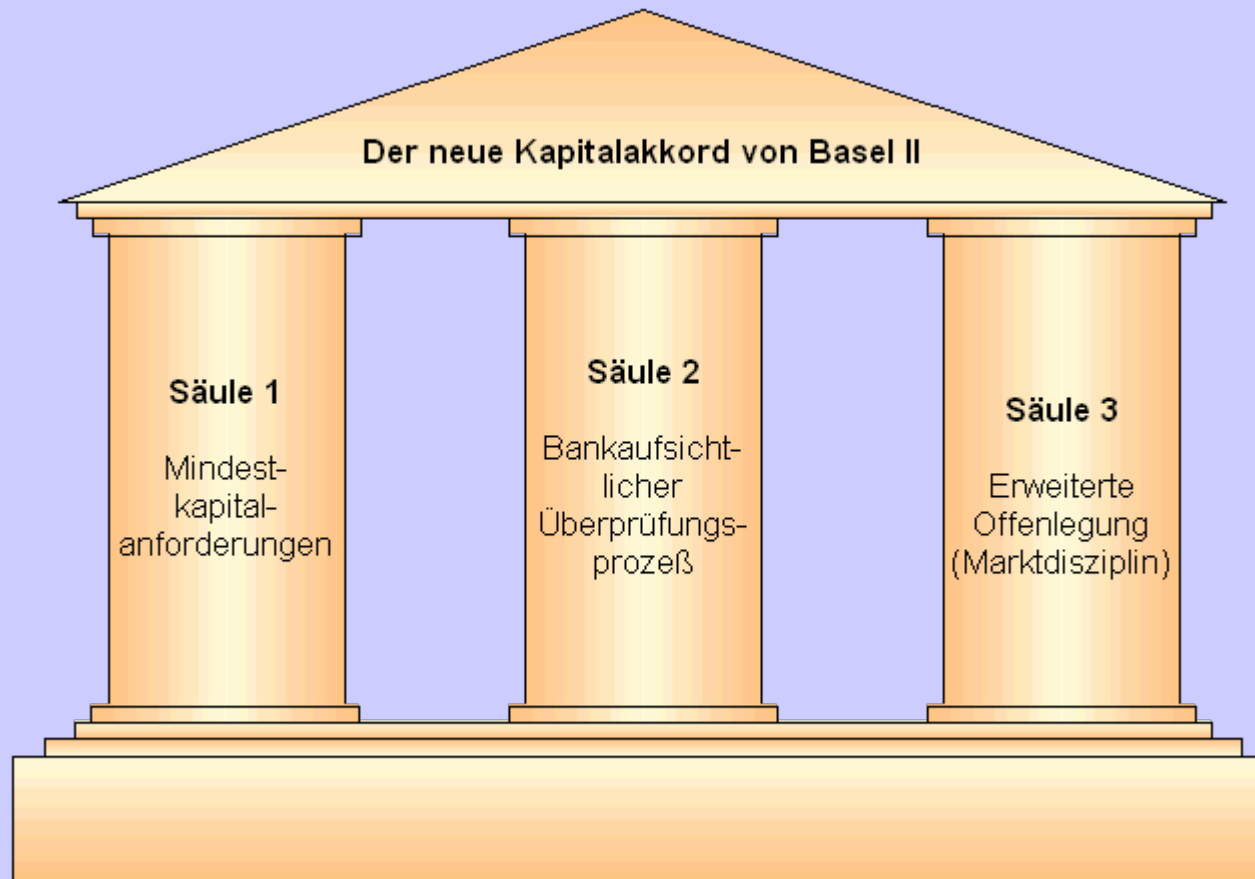 Der neue Kapitalakkord von Basel II
Säule 1
Mindest-
kapital-
anforderungen
Säule 2
Bankaufsicht-
licher
Überprüfungs-
prozeß
Säule 3
Erweiterte
Offenlegung
(Marktdisziplin)